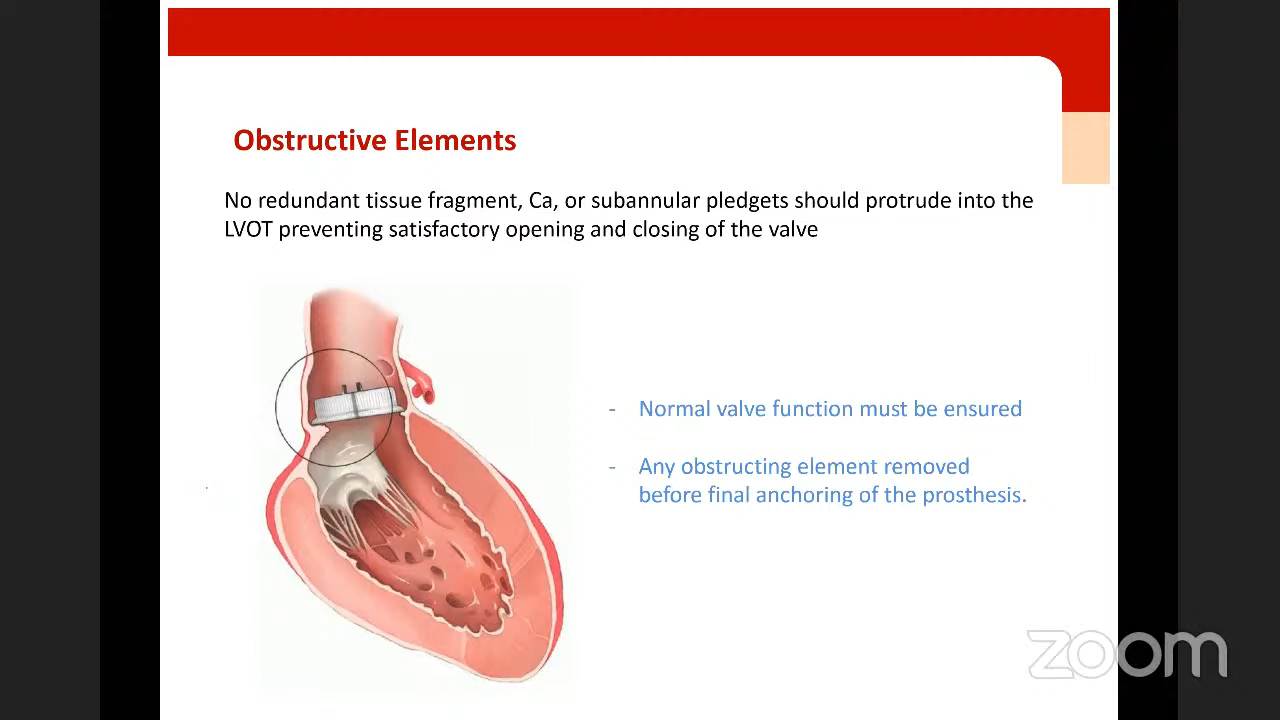 Obstructive Elements
No redundant tissue fragment, Ca, or subannular pledgets should protrude into the
LVOT preventing satisfactory opening and closing of the valve
- Normal valve function must be ensured
- Any obstructing element removed
before final anchoring of the prosthesis.
zoom